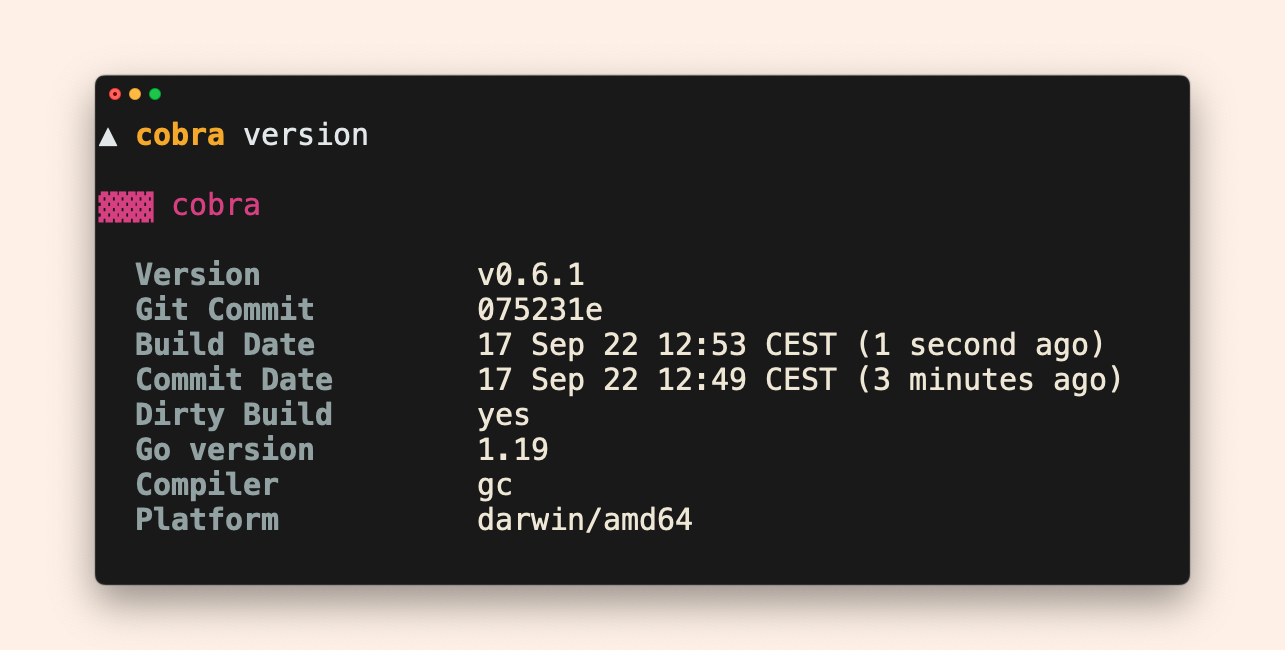 ▲ cobra version
▓▓▓ cobra
Version v0.6.1
Git Commit 075231e
Build Date 17 Sep 22 12:53 CEST (1 second ago)
Commit Date 17 Sep 22 12:49 CEST (3 minutes ago)
Dirty Build yes
Go version 1.19
Compiler gc
Platform darwin/amd64